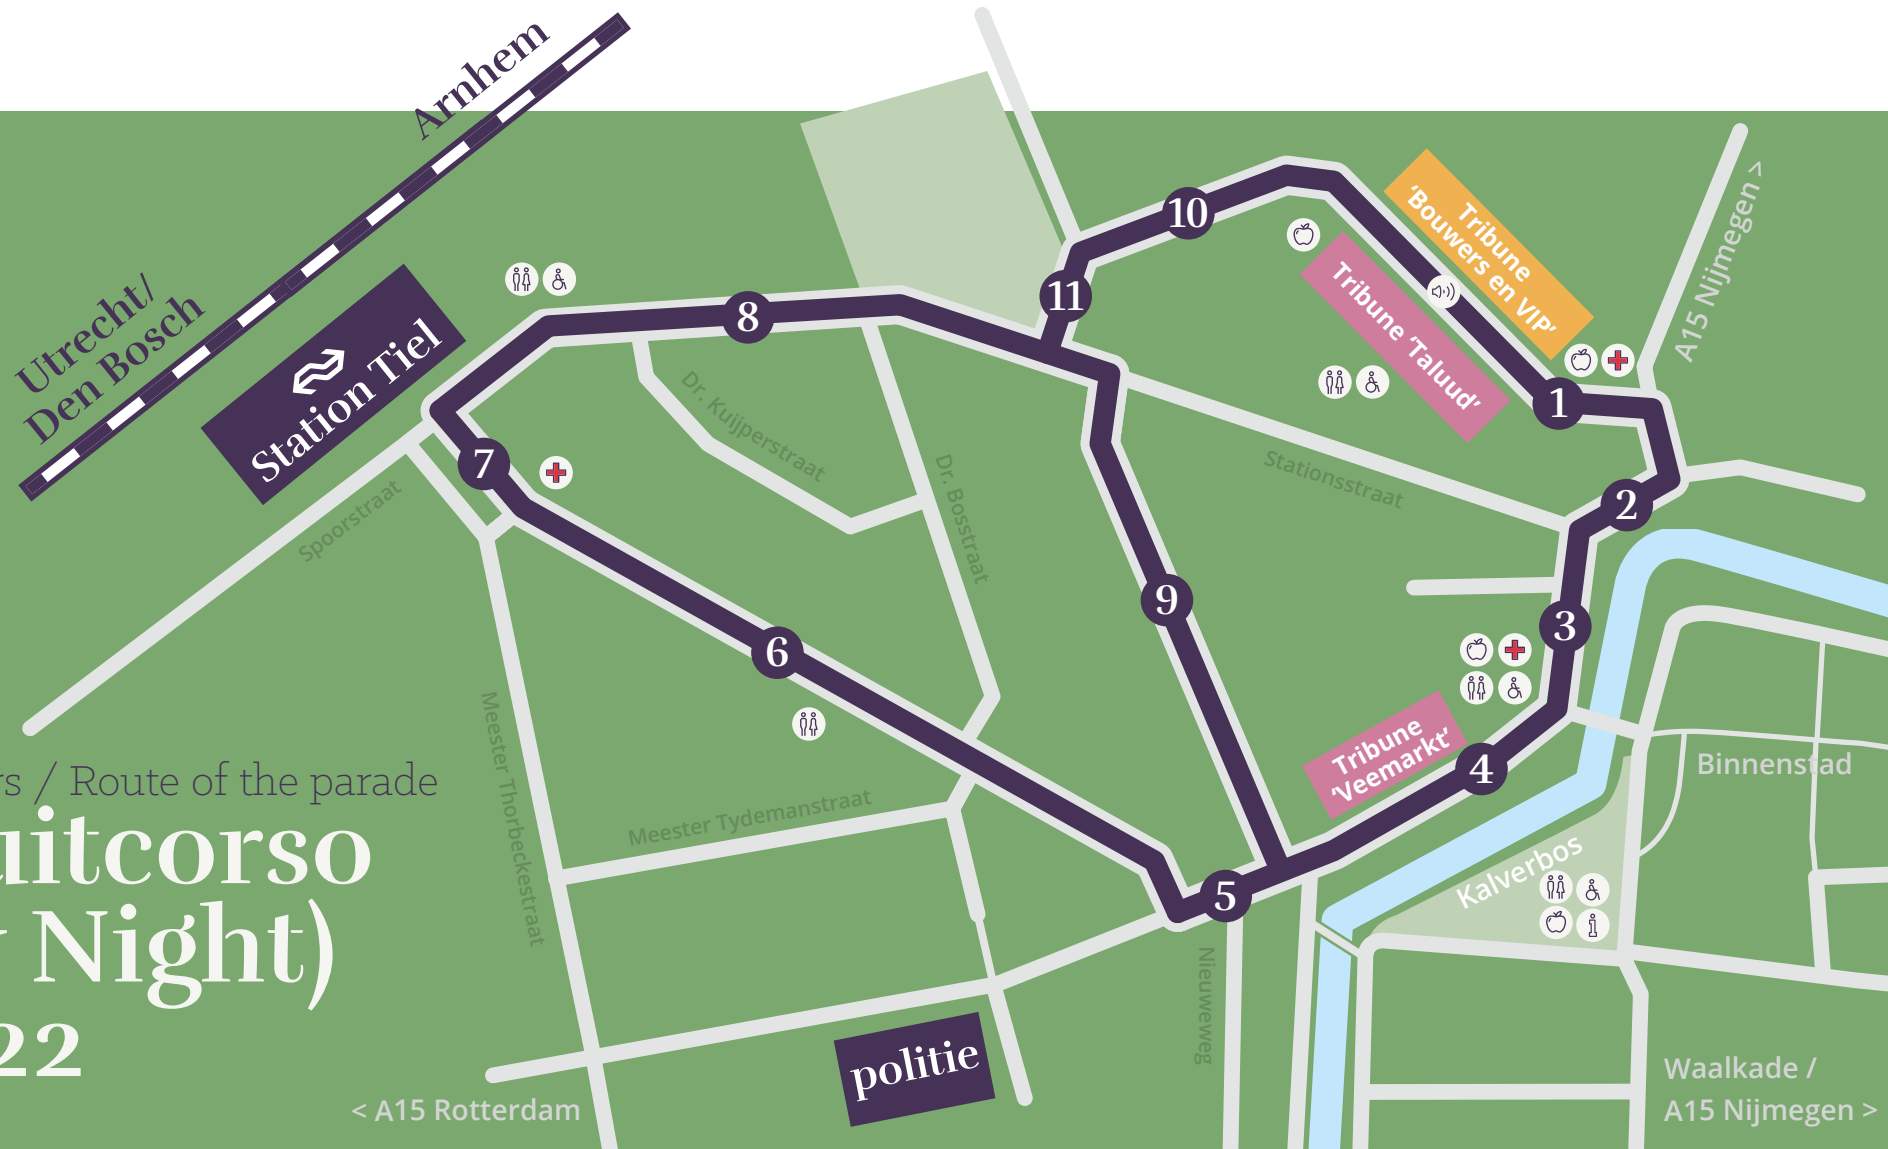 Arnhem
Utrecht/
Den Bosch
Station Tiel
8
10
11
Tribune
‘Bouwers en VIP’
Tribune ‘Taluud’
A15 Nijmegen >
1
2
7
Dr. Kuijperstraat
Dr. Bosstraat
Stationsstraat
Spoorstraat
9
3
6
Tribune
‘Veemarkt’
4
Binnenstad
Meester Thorbeckestraat
Meester Tydemanstraat
/ Route of the parade
Night)
22
Kalverbos
5
Nieuweweg
politie
< A15 Rotterdam
Waalkade /
A15 Nijmegen >